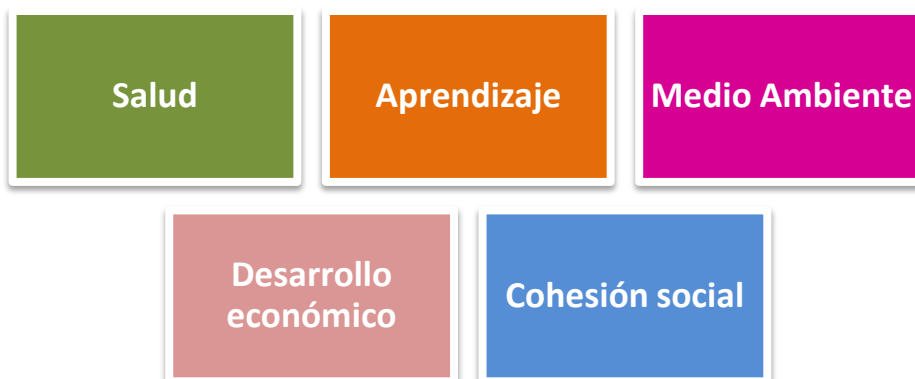 Salud
Aprendizaje
Medio Ambiente
Desarrollo
económico
Cohesión social